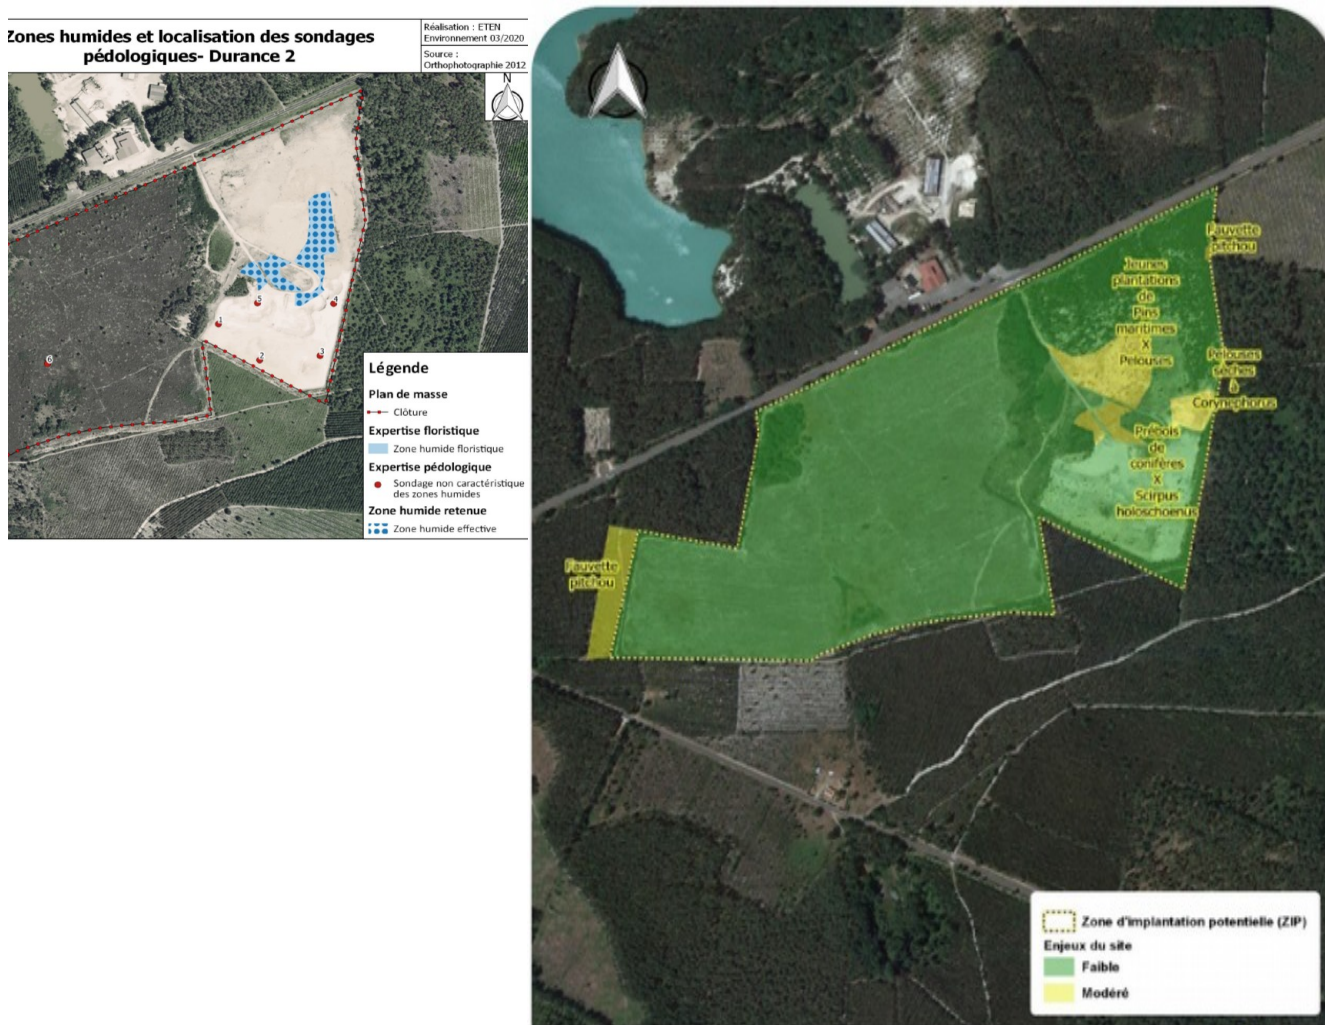 Zones humides et localisation des sondages
pédologiques- Durance 2
Réalisation : ETEN
Environnement 03/2020
Source :
Orthophotographie 2012
N
5
4
1
2
3
6
Légende
Plan de masse
Clôture
Expertise floristique
Zone humide floristique
Expertise pédologique
Sondage non caractéristique
des zones humides
Zone humide retenue
Zone humide effective
Fauvette
pitchou
Jeunes
plantations
de
Pins
maritimes
X
Pelouses
Pelouses
sèches
à
Corynephorus
Prébois
de
conifères
X
Scirpus
holoschoenus
Fauvette
pitchou
Zone d'implantation potentielle (ZIP)
Enjeux du site
Faible
Modéré